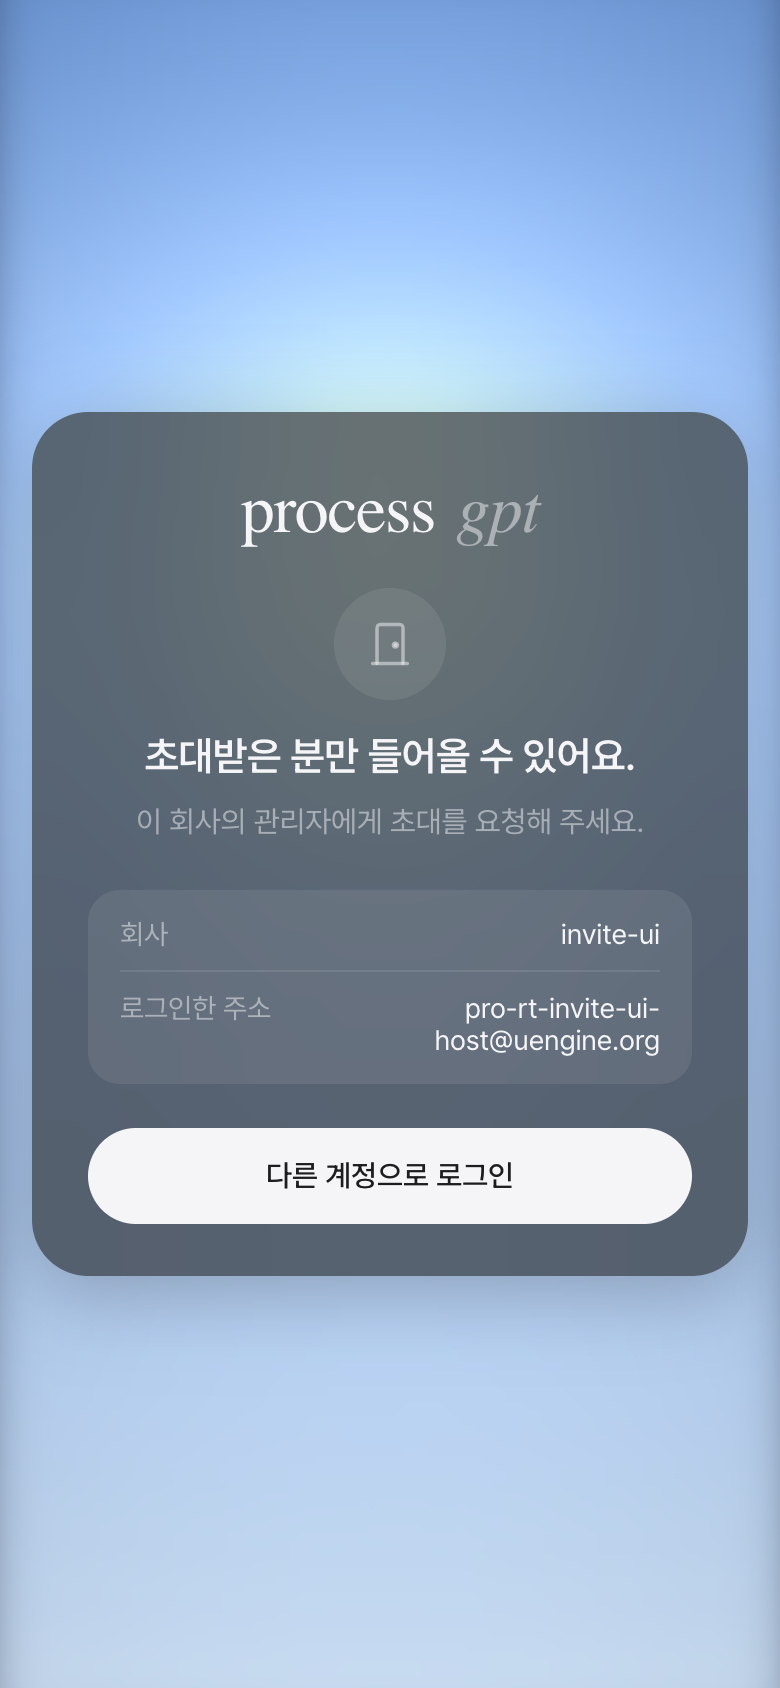 process gpt
초대받은 분만 들어올 수 있어요.
이 회사의 관리자에게 초대를 요청해 주세요.
회사 invite-ui
로그인한 주소 pro-rt-invite-ui-
host@uengine.org
다른 계정으로 로그인